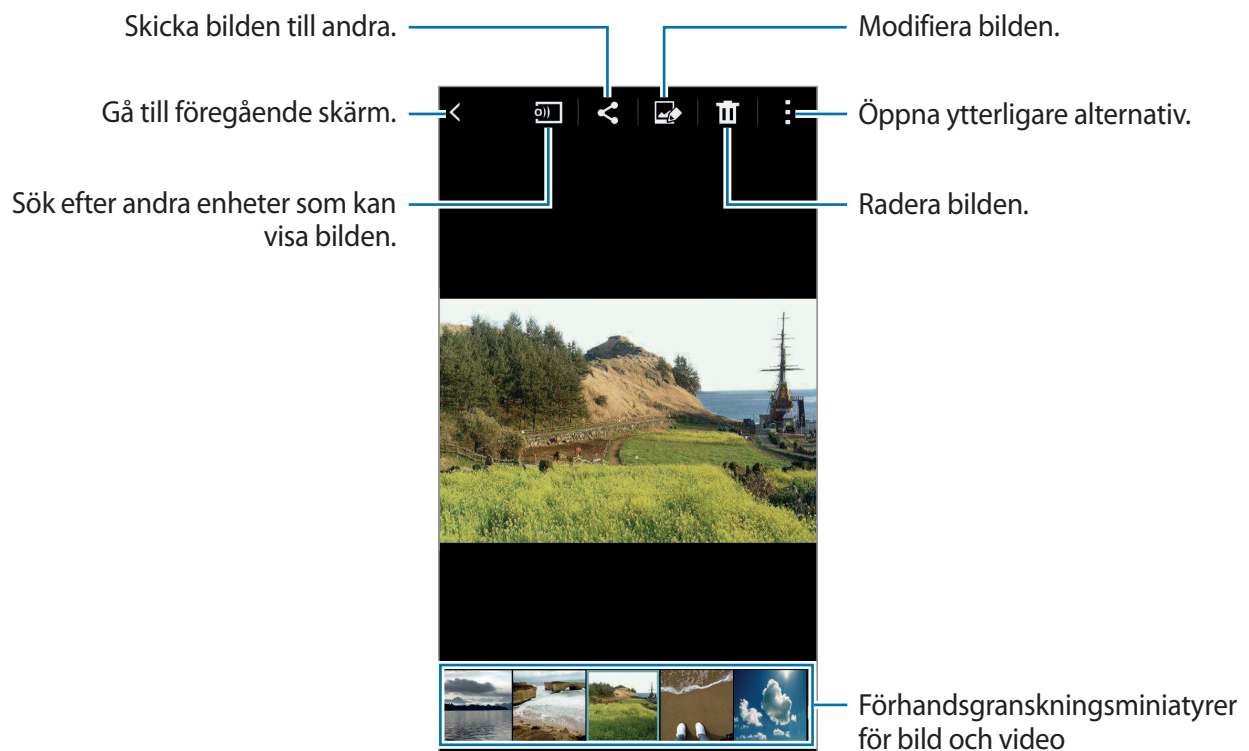 Skicka bilden till andra.
Modifiera bilden.
Gå till föregående skärm.
Öppna ytterligare alternativ.
Sök efter andra enheter som kan
visa bilden.
Radera bilden.
Förhandsgranskningsminiatyrer
för bild och video